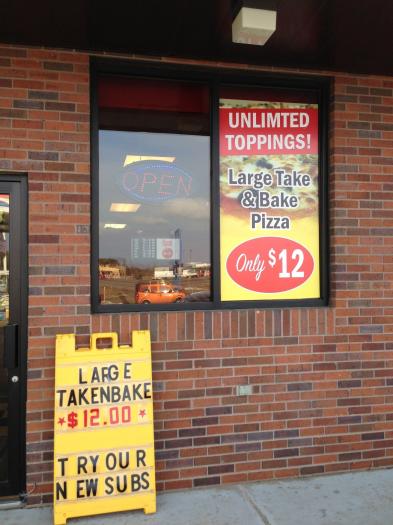 UNLIMTED
TOPPINGS!
Large Take
& Bake
Pizza
Only $12
OPEN
LARGE
TAKENBAKE
*$12.00*
TRY OUR
NEW SUBS